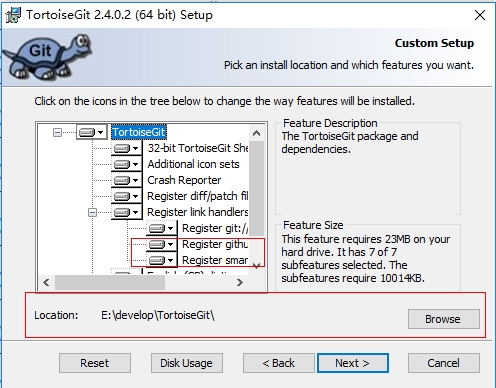 TortoiseGit 2.4.0.2 (64 bit) Setup
Git
Custom Setup
Pick an install location and which features you want.
Click on the icons in the tree below to change the way features will be installed.
TortoiseGit
32-bit TortoiseGit She
Additional icon sets
Crash Reporter
Register diff/patch fil
Register link handlers
Register git://
Register githu
Register smar
Feature Description
The TortoiseGit package and
dependencies.
Feature Size
This feature requires 23MB on your
hard drive. It has 7 of 7
subfeatures selected. The
subfeatures require 10014KB.
Location: E:\develop\TortoiseGit\
Browse
Reset Disk Usage < Back Next > Cancel